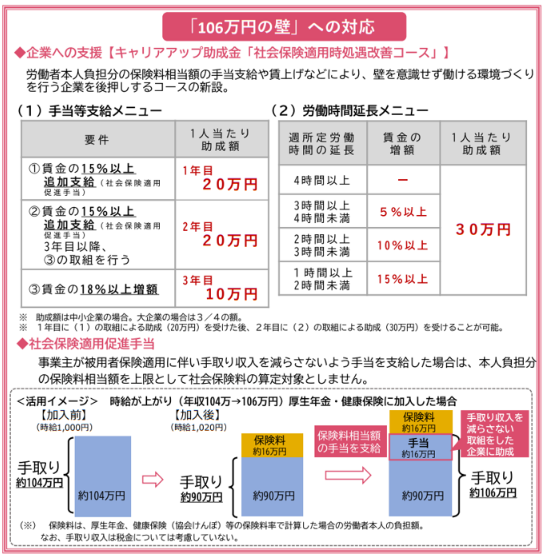 「106万円の壁」への対応
◆企業への支援【キャリアアップ助成金「社会保険適用時処遇改善コース」】
労働者本人負担分の保険料相当額の手当支給や賃上げなどにより、壁を意識せず働ける環境づくり
を行う企業を後押しするコースの新設。
（１）手当等支給メニュー
要件
１人当たり
助成額
①賃金の15％以上
追加支給（社会保険適用
促進手当）
1年目
２０万円
②賃金の15％以上
追加支給（社会保険適用
促進手当）
3年目以降、
③の取組を行う
2年目
２０万円
③賃金の18％以上増額
3年目
１０万円
（２）労働時間延長メニュー
週所定労働
時間の延長
賃金の
増額
１人当たり
助成額
4時間以上
ー
3時間以上
4時間未満
５％以上
2時間以上
3時間未満
10％以上
１時間以上
2時間未満
15％以上
３０万円
※　助成額は中小企業の場合。大企業の場合は３／４の額。
※　１年目に（１）の取組による助成（20万円）を受けた後、２年目に（２）の取組による助成（30万円）を受けることが可能。
◆社会保険適用促進手当
事業主が被用者保険適用に伴い手取り収入を減らさないよう手当を支給した場合は、本人負担分
の保険料相当額を上限として社会保険料の算定対象としません。
＜活用イメージ＞　時給が上がり（年収104万→106万円）厚生年金・健康保険に加入した場合
【加入前】
（時給1,000円）
手取り
約104万円
約104万円
【加入後】
（時給1,020円）
保険料
約16万円
手取り
約90万円
約90万円
保険料相当額
の手当を支給
保険料
約16万円
手当
約16万円
約90万円
手取り収入を
減らさない
取組をした
企業に助成
手取り
約106万円
（※）　保険料は、厚生年金、健康保険（協会けんぽ）等の保険料率で計算した場合の労働者本人の負担額。
なお、手取り収入は税金については考慮していない。